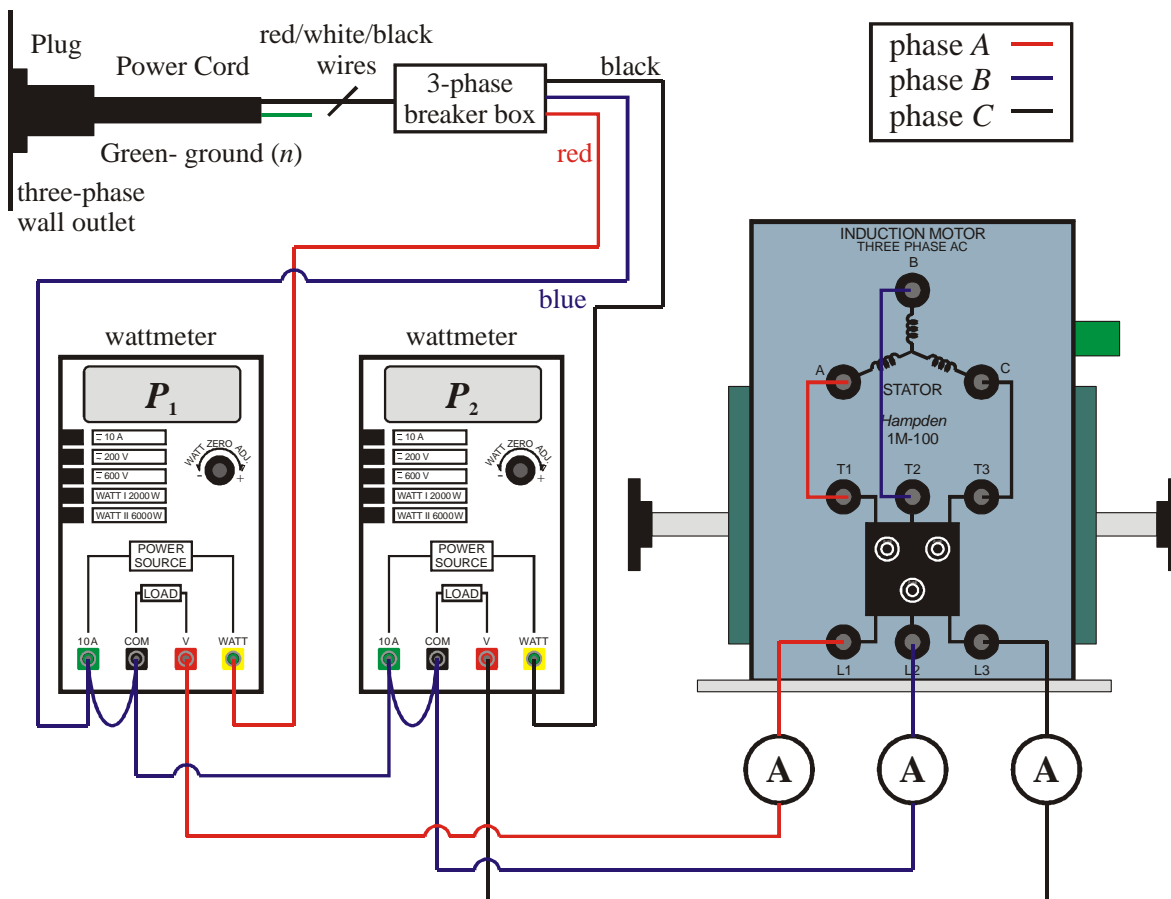 Plug
Power Cord
red/white/black
wires
3-phase
breaker box
black
Green- ground (n)
red
three-phase
wall outlet
blue
phase A
phase B
phase C
wattmeter
P1
⎓ 10 A
⎓ 200 V
⎓ 600 V
WATT I 2000 W
WATT II 6000 W
WATT ZERO ADJ.
- +
POWER
SOURCE
LOAD
10 A COM V WATT
wattmeter
P2
⎓ 10 A
⎓ 200 V
⎓ 600 V
WATT I 2000 W
WATT II 6000 W
WATT ZERO ADJ.
- +
POWER
SOURCE
LOAD
10 A COM V WATT
INDUCTION MOTOR
THREE PHASE AC
B
A C
STATOR
Hampden
1M-100
T1 T2 T3
L1 L2 L3
A A A